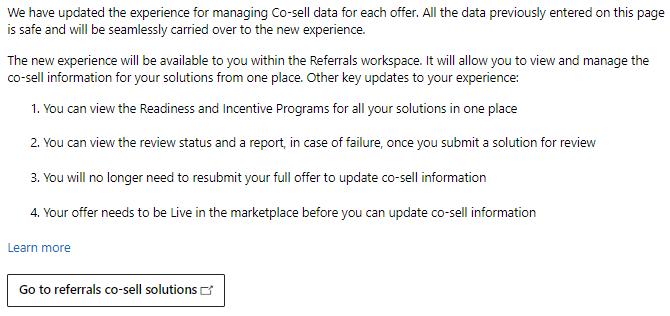 We have updated the experience for managing Co-sell data for each offer. All the data previously entered on this page
is safe and will be seamlessly carried over to the new experience.
The new experience will be available to you within the Referrals workspace. It will allow you to view and manage the
co-sell information for your solutions from one place. Other key updates to your experience:
1. You can view the Readiness and Incentive Programs for all your solutions in one place
2. You can view the review status and a report, in case of failure, once you submit a solution for review
3. You will no longer need to resubmit your full offer to update co-sell information
4. Your offer needs to be Live in the marketplace before you can update co-sell information
Learn more
Go to referrals co-sell solutions